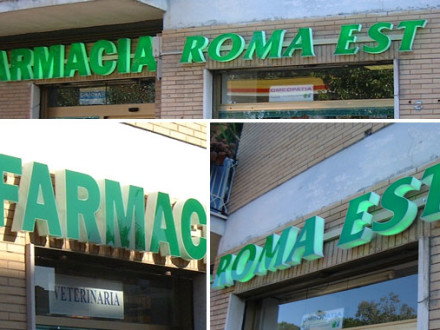 ARMACIA ROMA EST
FARMAC
VETERINARIA
ROMA EST